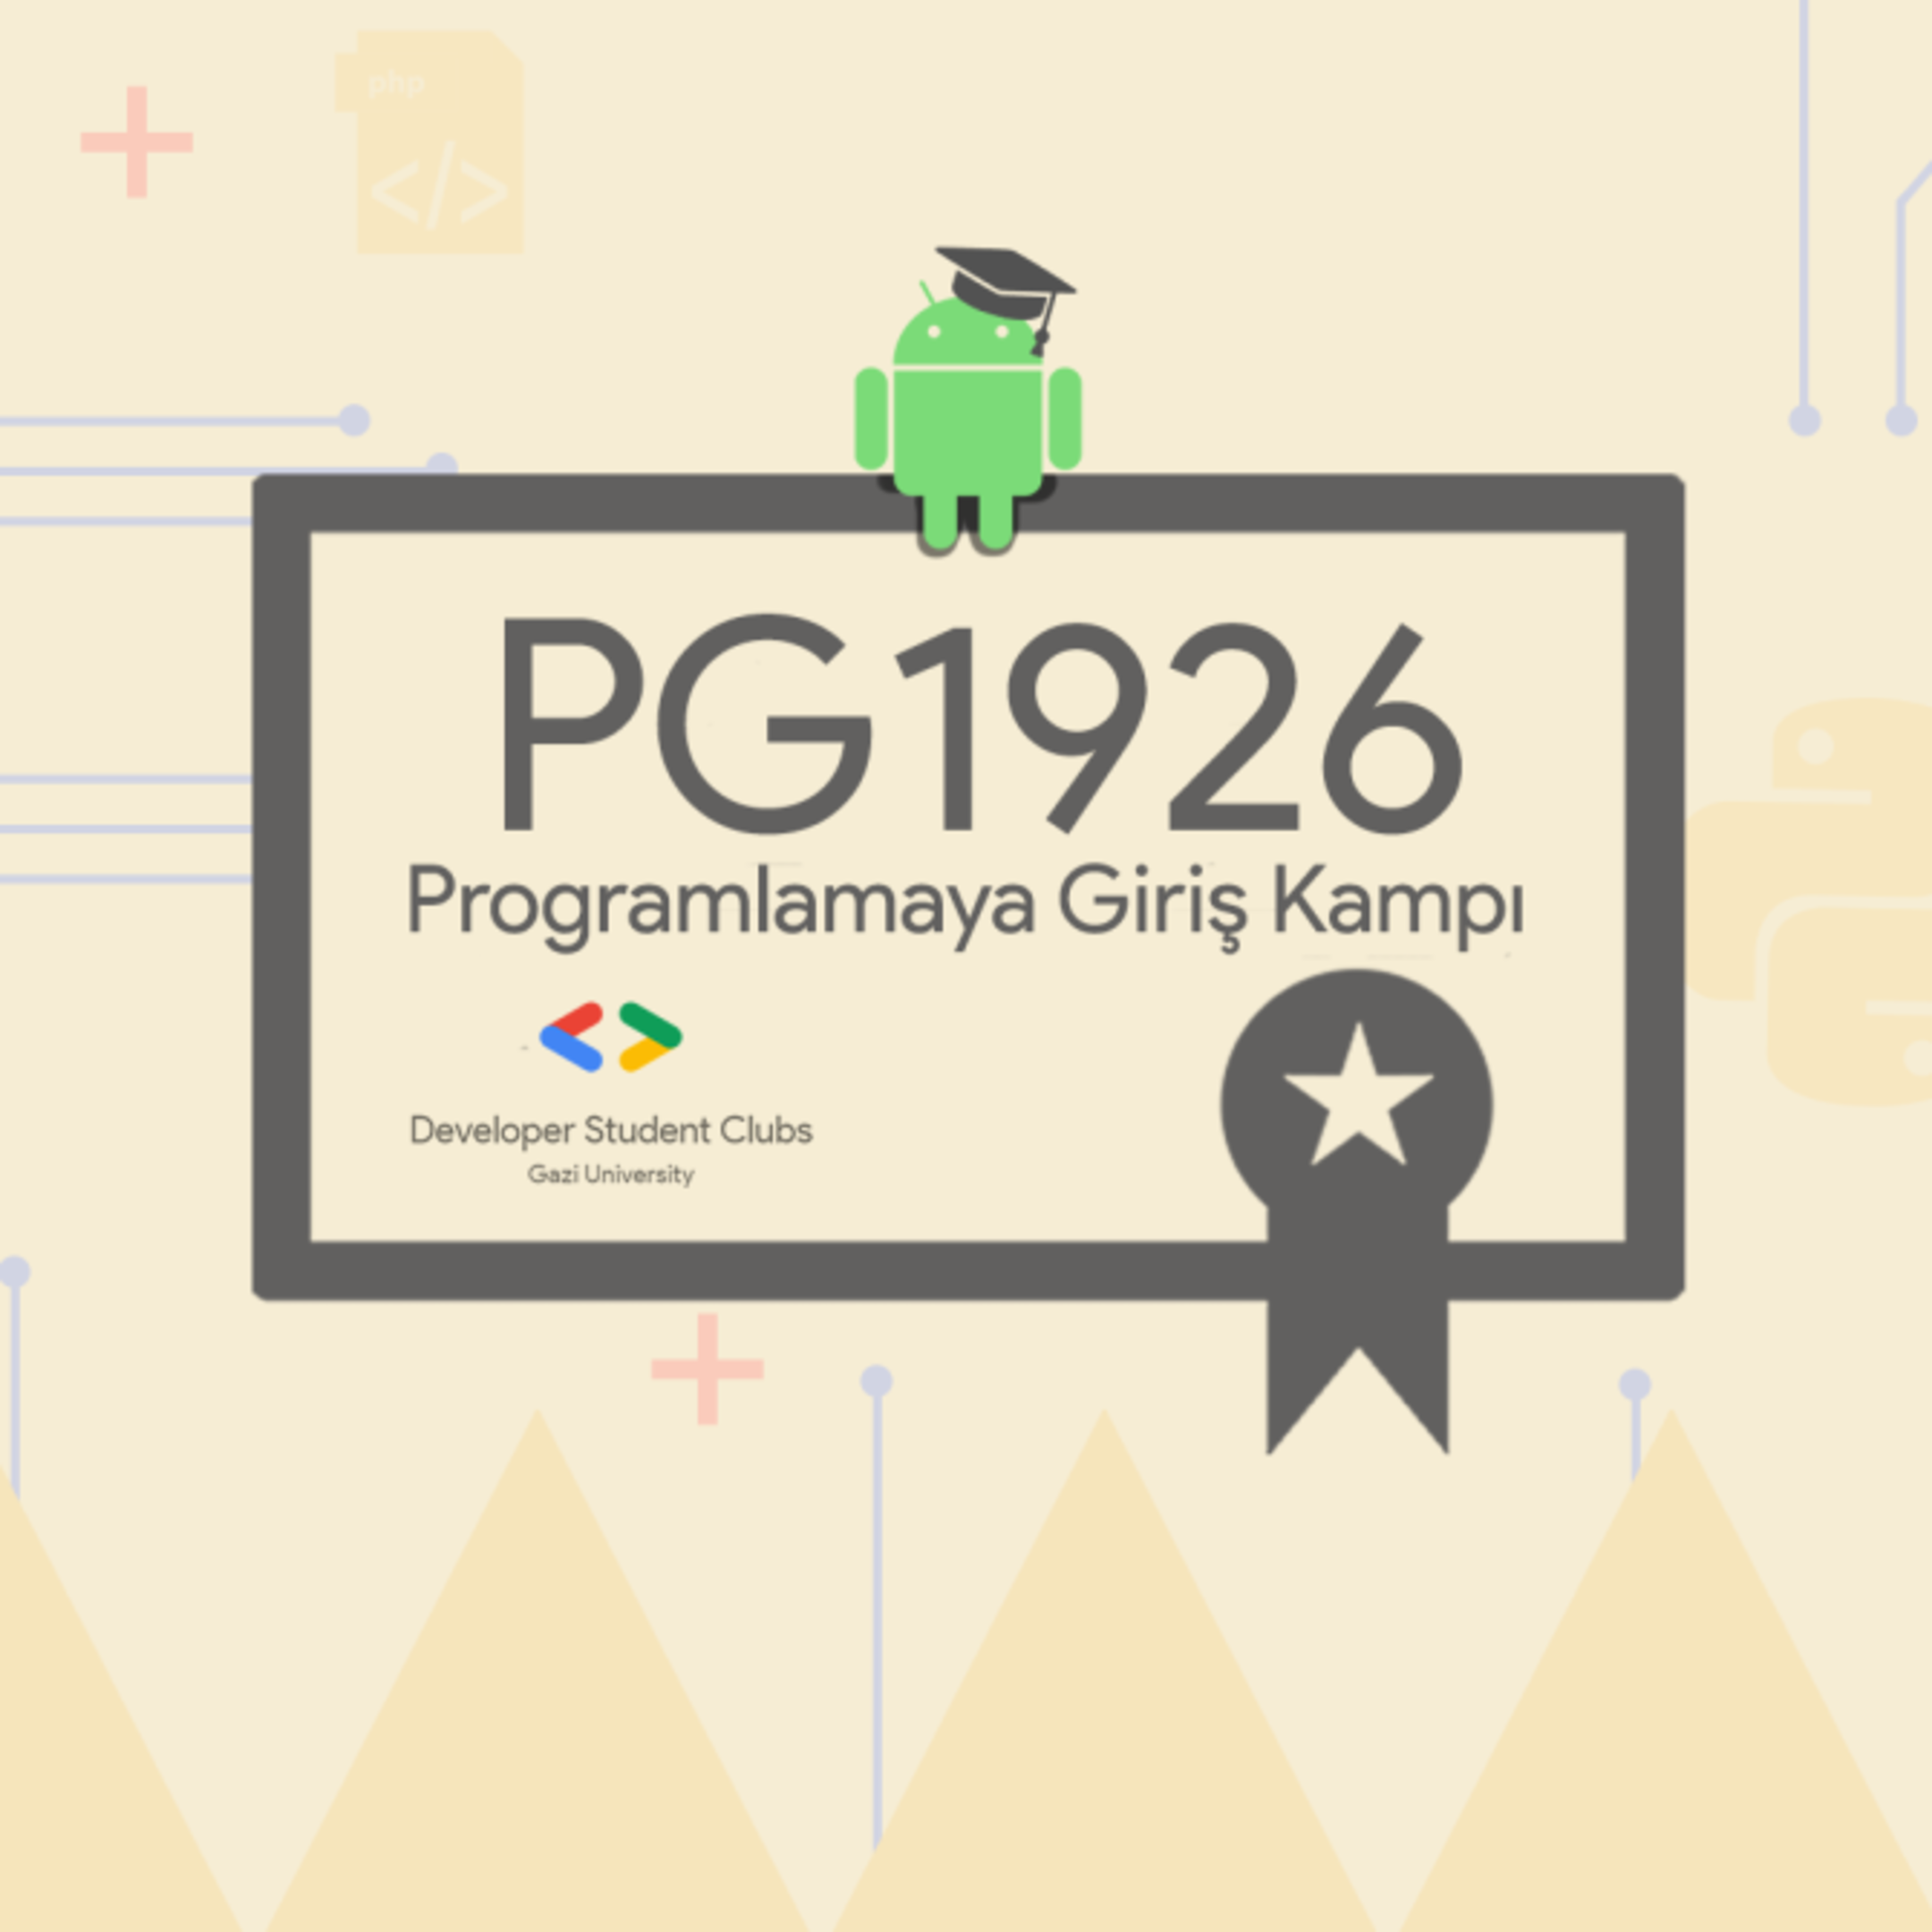 php
</>
PG1926
Programlamaya Giriş Kampı
Developer Student Clubs
Gazi University